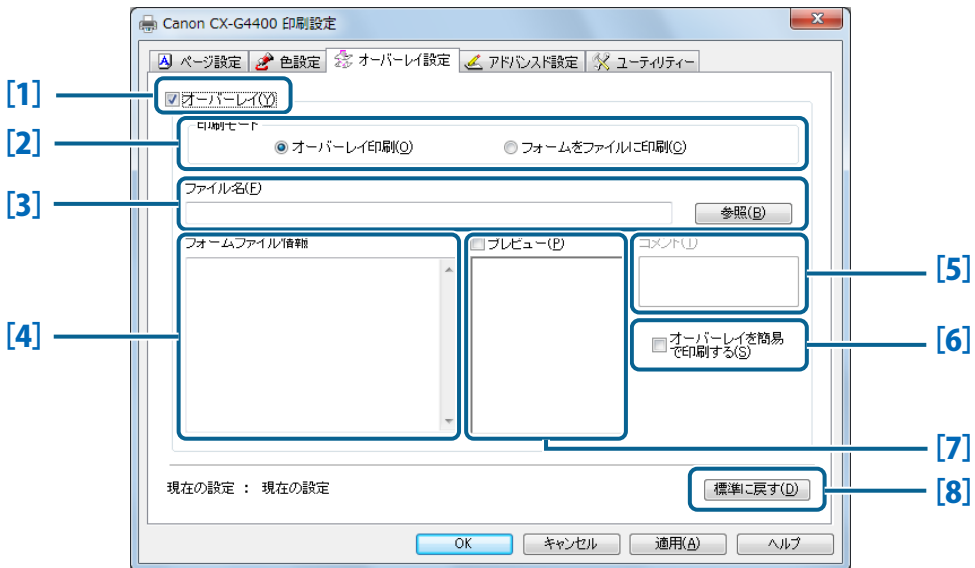 Canon CX-G4400 印刷設定
ページ設定 色設定 オーバーレイ設定 アドバンスド設定 ユーティリティー
[1]
オーバーレイ(Y)
[2]
印刷モード
オーバーレイ印刷(O) フォームをファイルに印刷(C)
[3]
ファイル名(F)
参照(B)
フォームファイル情報 プレビュー(P) コメント(T)
[4]
[5]
オーバーレイを簡易
で印刷する(S)
[6]
[7]
現在の設定 : 現在の設定
標準に戻す(D)
[8]
OK キャンセル 適用(A) ヘルプ